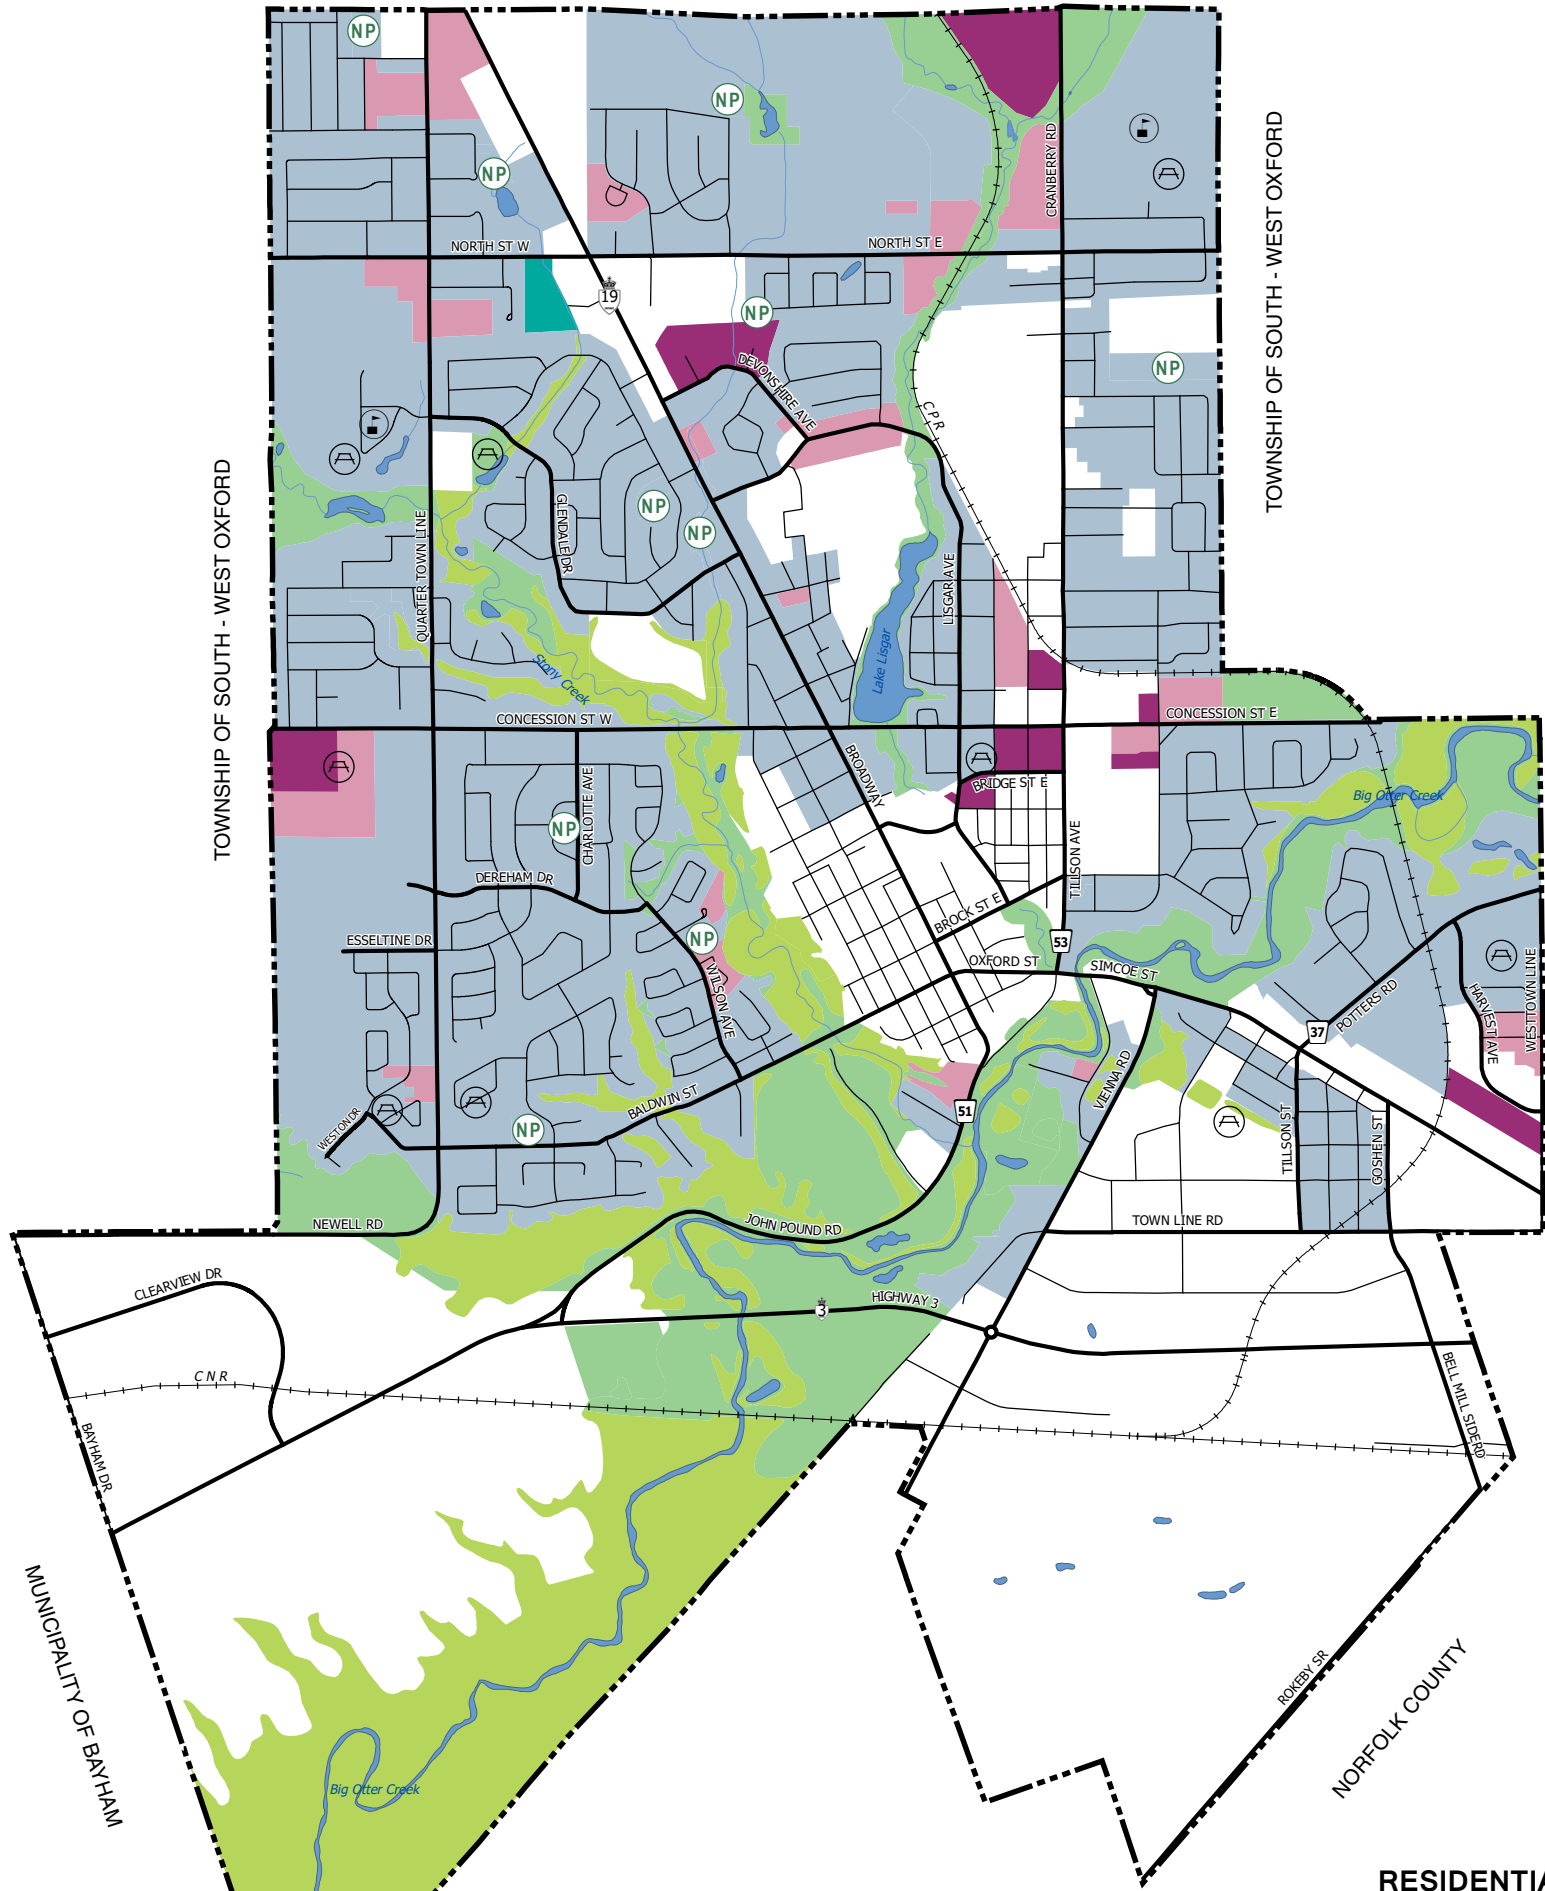 NP
NP
TOWNSHIP OF SOUTH - WEST OXFORD
CRANBERRY RD
NP
NORTH ST W
NORTH ST E
19
NP
NP
DEVONSHIRE AVE
CPR
TOWNSHIP OF SOUTH - WEST OXFORD
QUARTER TOWN LINE
GLENDALE DR
NP
NP
LISGAR AVE
Lake Lisgar
Stony Creek
CONCESSION ST W
CONCESSION ST E
BROADWAY
BRIDGE ST E
Big Otter Creek
CHARLOTTE AVE
NP
TILLSON AVE
DEREHAM DR
BROCK ST E
ESSELTINE DR
NP
53
OXFORD ST
SIMCOE ST
WILSON AVE
37
POTTERS RD
HARVEST AVE
WEST TOWN LINE
VIENNA RD
BALDWIN ST
51
WESTON DR
NP
TILLSON ST
GOSHEN ST
NEWELL RD
JOHN POUND RD
TOWN LINE RD
CLEARVIEW DR
HIGHWAY 3
3
CNR
BELL MILL SIDERD
BAYHAM DR
MUNICIPALITY OF BAYHAM
ROKEBY SR
NORFOLK COUNTY
Big Otter Creek
RESIDENTIA